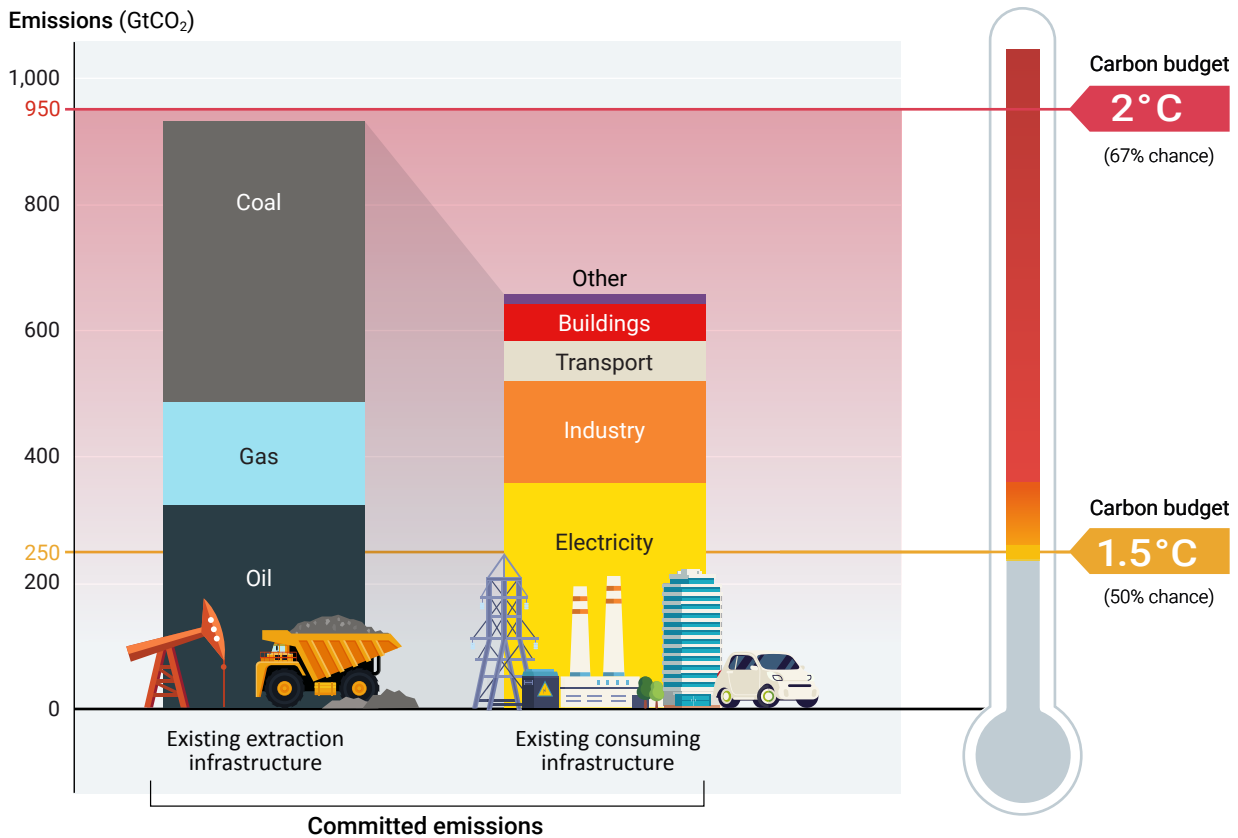 Emissions (GtCO₂)
1,000
950
800
600
400
250
200
0
Coal
Gas
Oil
Other
Buildings
Transport
Industry
Electricity
Existing extraction
infrastructure
Existing consuming
infrastructure
Committed emissions
Carbon budget
2°C
(67% chance)
Carbon budget
1.5°C
(50% chance)